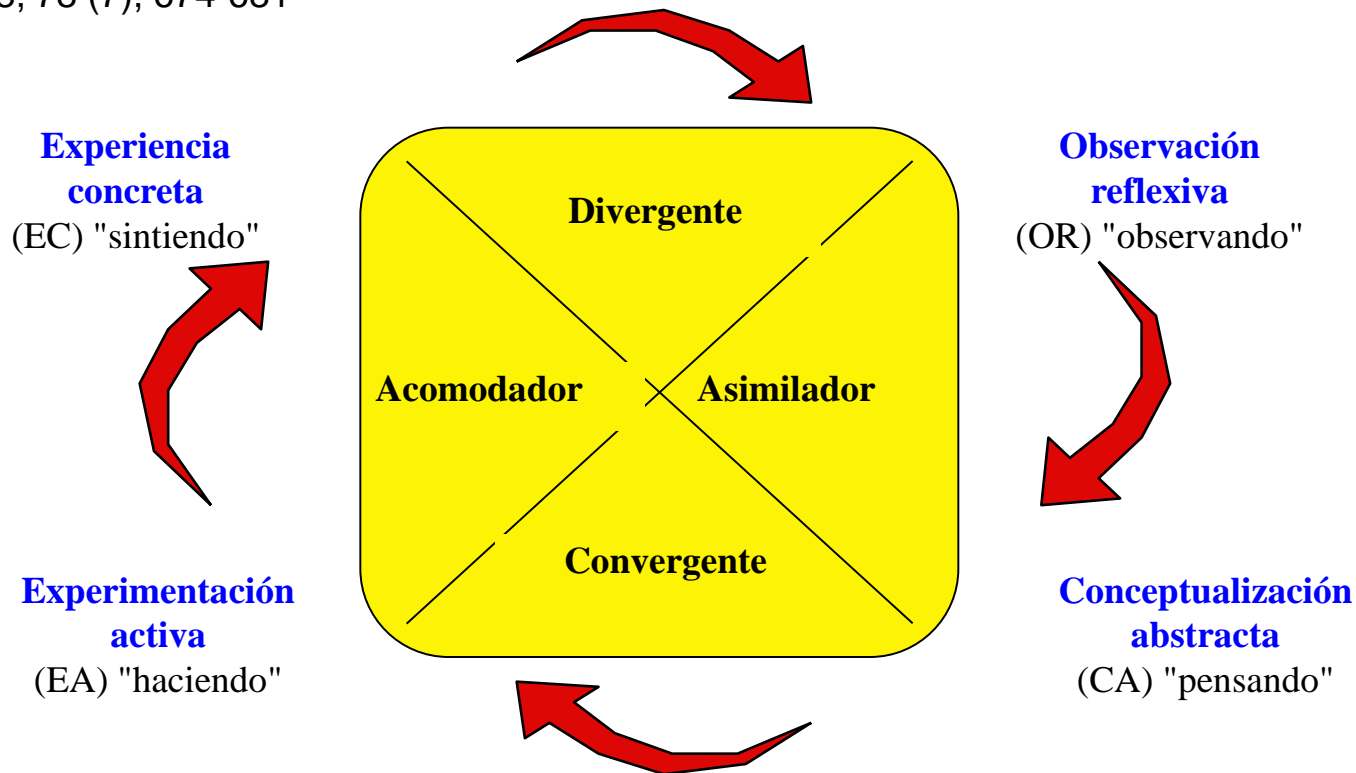 Experiencia
concreta
(EC) "sintiendo"
Observación
reflexiva
(OR) "observando"
Divergente
Acomodador
Asimilador
Convergente
Experimentación
activa
(EA) "haciendo"
Conceptualización
abstracta
(CA) "pensando"